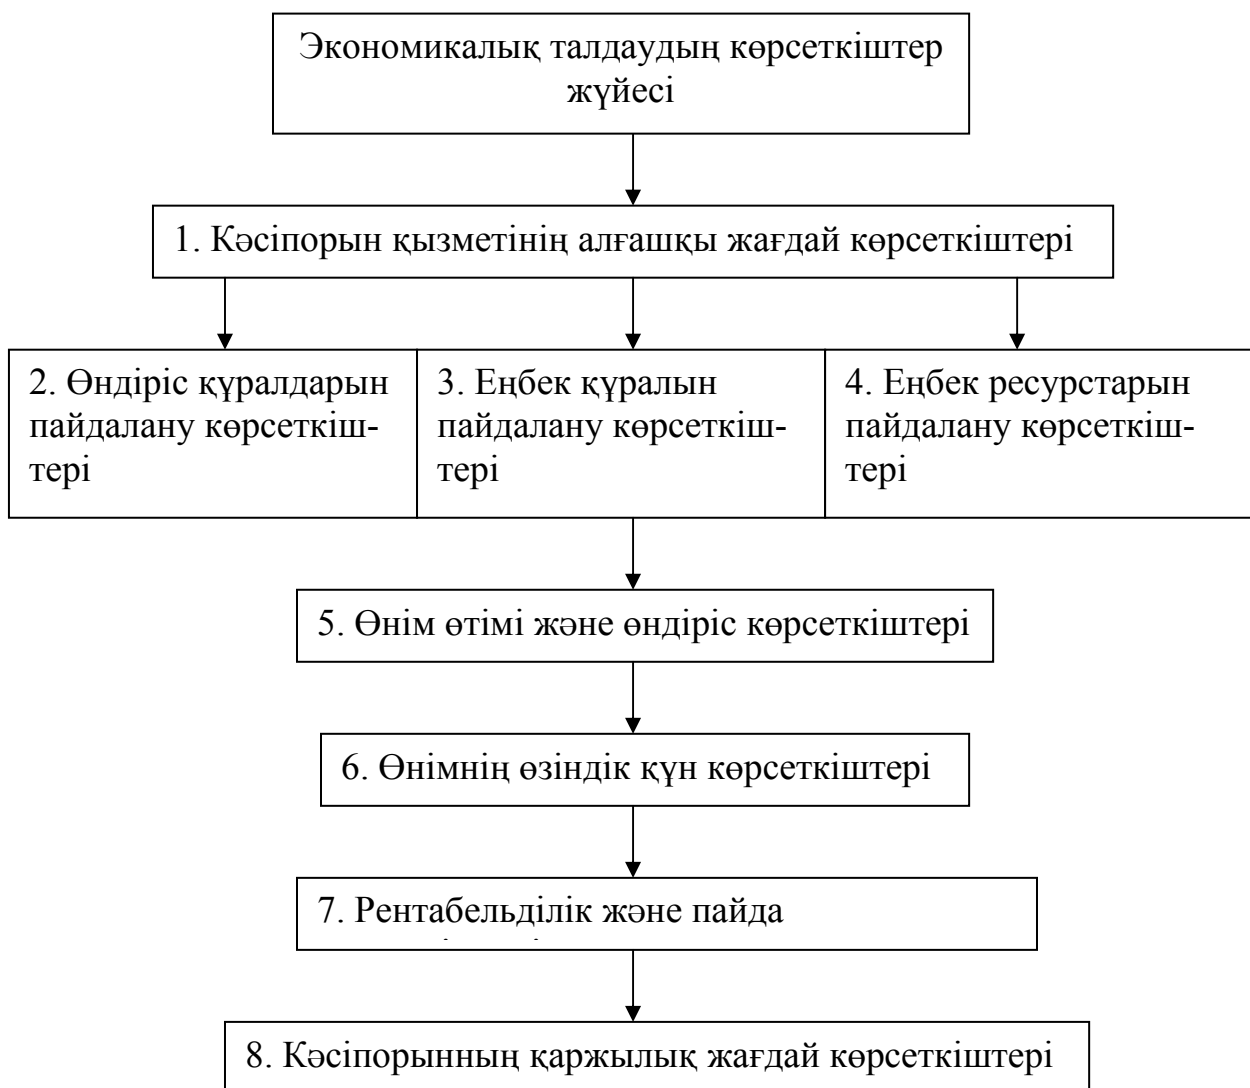 Экономикалық талдаудың көрсеткіштер
жүйесі
1. Кәсіпорын қызметінің алғашқы жағдай көрсеткіштері
2. Өндіріс құралдарын
пайдалану көрсеткіш-
тері
3. Еңбек құралын
пайдалану көрсеткіш-
тері
4. Еңбек ресурстарын
пайдалану көрсеткіш-
тері
5. Өнім өтімі және өндіріс көрсеткіштері
6. Өнімнің өзіндік құн көрсеткіштері
7. Рентабельділік және пайда
8. Кәсіпорынның қаржылық жағдай көрсеткіштері